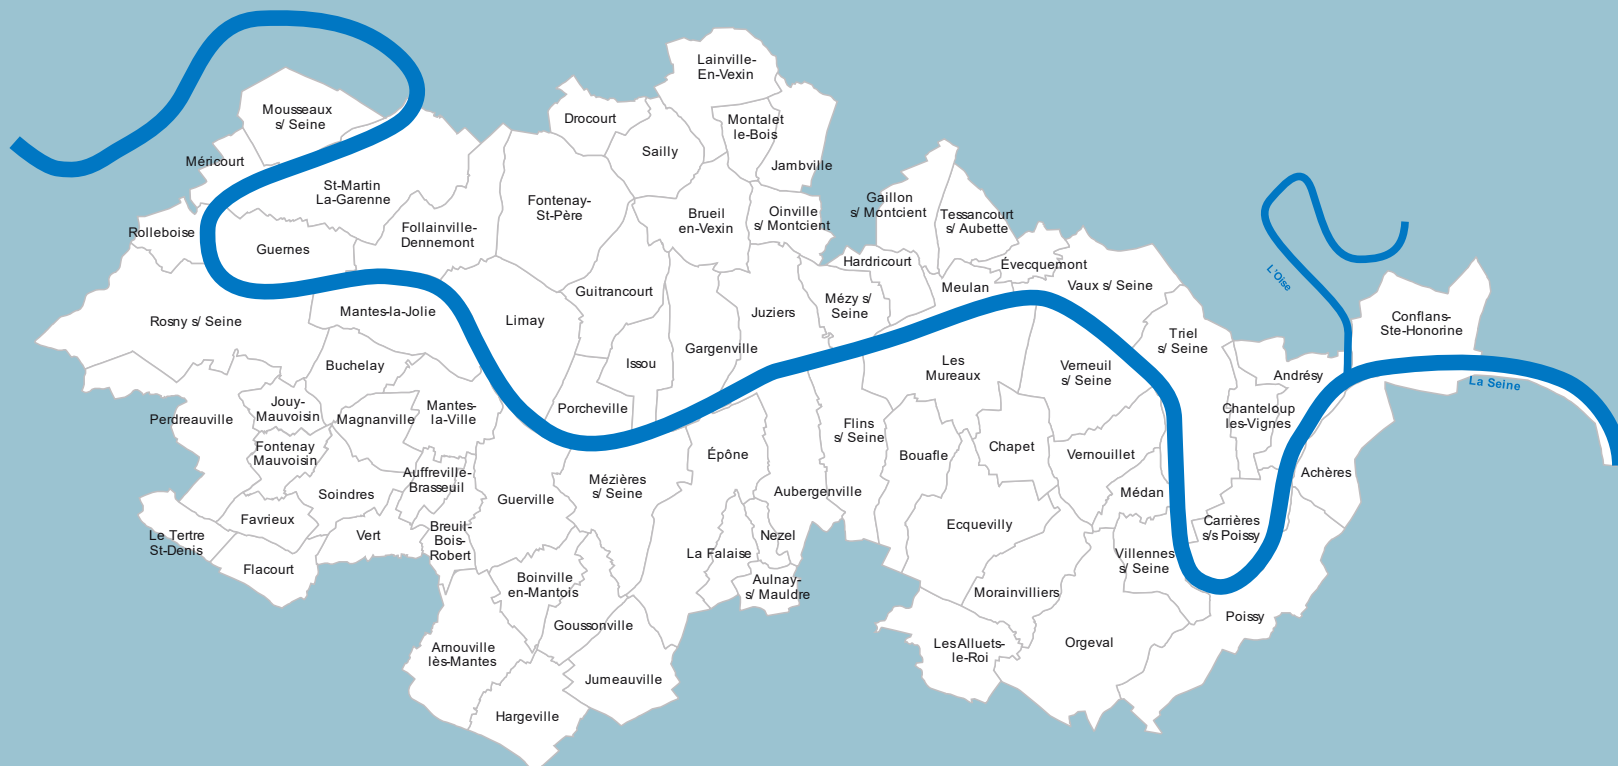 Lainville-
En-Vexin
Mousseaux
s/ Seine
Drocourt
Montalet
le-Bois
Sailly
Méricourt
Jambville
St-Martin
La-Garenne
Fontenay-
St-Père
Gaillon
s/ Montcient
Brueil
en-Vexin
Oinville
s/ Montcient
Tessancourt
s/ Aubette
Rolleboise
Follainville-
Dennemont
Guernes
Hardricourt
Évecquemont
L'Oise
Guitrancourt
Meulan
Vaux s/ Seine
Mézy s/
Seine
Mantes-la-Jolie
Juziers
Rosny s/ Seine
Limay
Conflans-
Ste-Honorine
Triel
s/ Seine
Gargenville
Buchelay
Issou
Les
Mureaux
Verneuil
s/ Seine
Andrésy
La Seine
Jouy-
Mauvoisin
Porcheville
Perdreauville
Magnanville
Mantes-
la-Ville
Chanteloup
les-Vignes
Flins
s/ Seine
Fontenay
Mauvoisin
Épône
Bouafle
Chapet
Vernouillet
Achères
Auffreville-
Brasseuil
Mézières
s/ Seine
Soindres
Guerville
Aubergenville
Médan
Favrieux
Ecquevilly
Carrières
s/s Poissy
Le Tertre
St-Denis
Vert
Breuil-
Bois-
Robert
Nezel
La Falaise
Villennes
s/ Seine
Flacourt
Boinville
en-Mantois
Aulnay-
s/ Mauldre
Morainvilliers
Goussonville
Poissy
Arnouville
lès-Mantes
Les Alluets-
le-Roi
Orgeval
Jumeauville
Hargeville